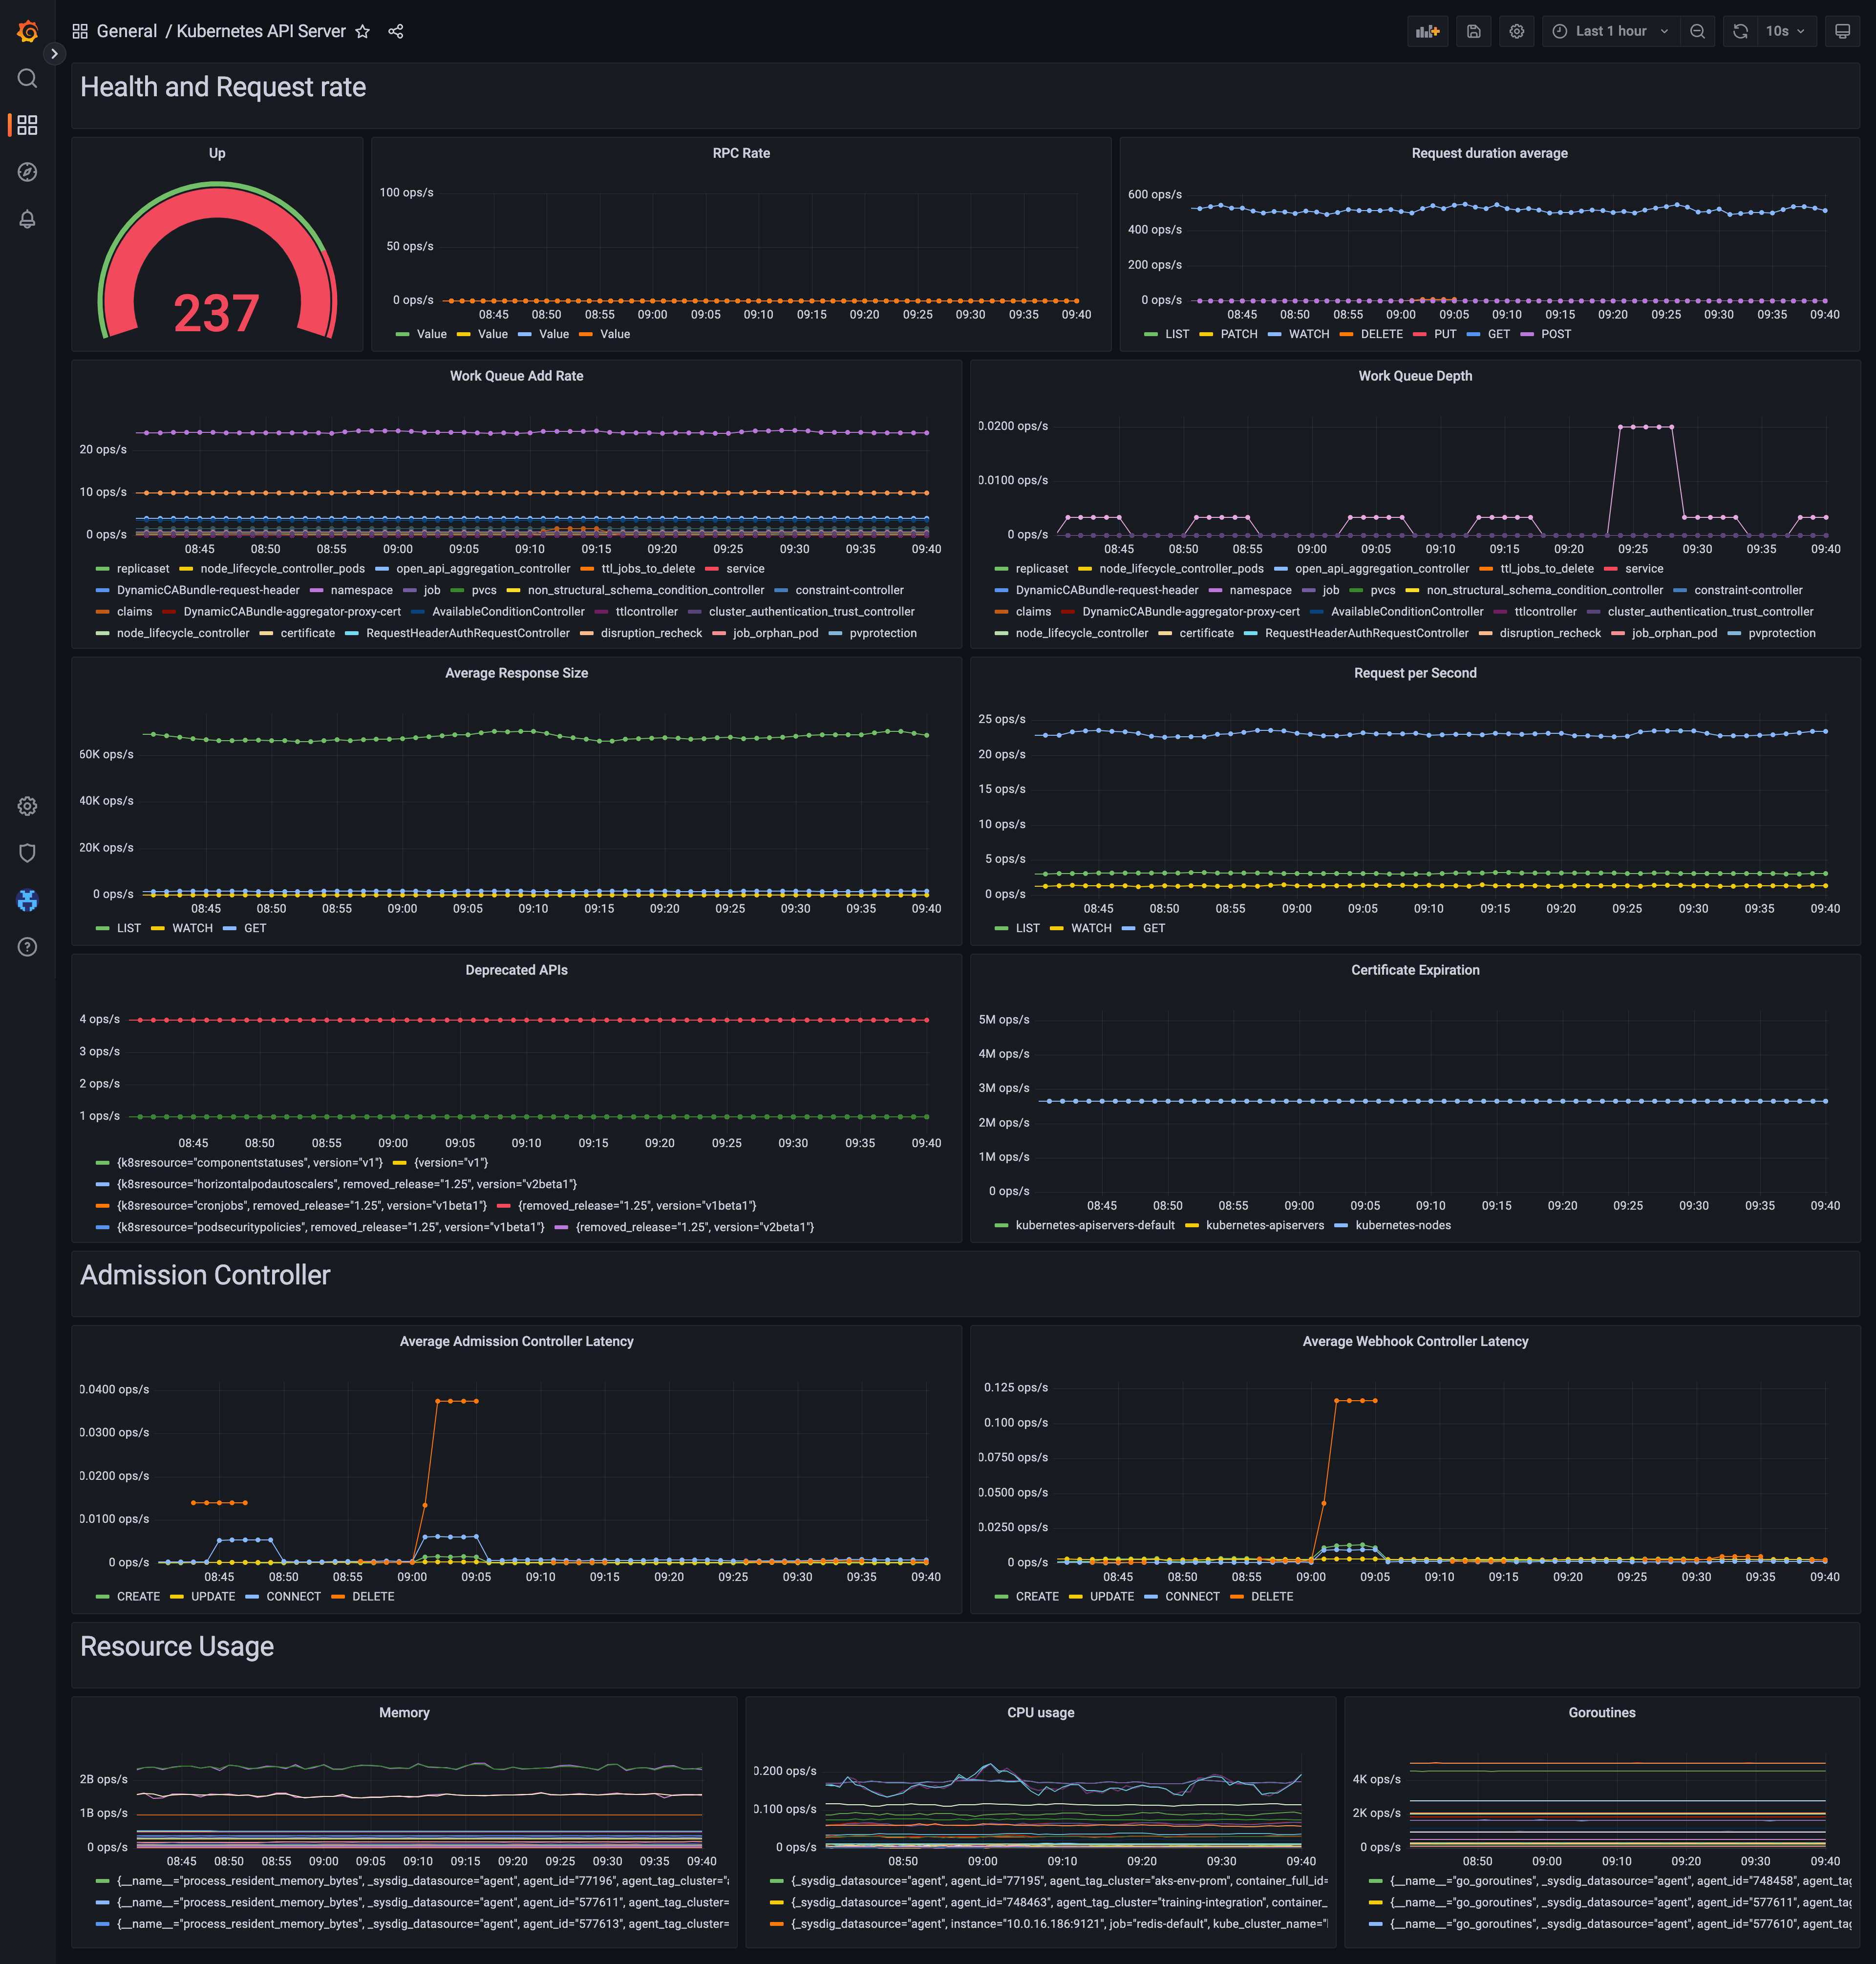 General / Kubernetes API Server
Last 1 hour
10s
Health and Request rate
Up
237
RPC Rate
100 ops/s
50 ops/s
0 ops/s
08:45 08:50 08:55 09:00 09:05 09:10 09:15 09:20 09:25 09:30 09:35 09:40
Value Value Value Value
Request duration average
600 ops/s
400 ops/s
200 ops/s
0 ops/s
08:45 08:50 08:55 09:00 09:05 09:10 09:15 09:20 09:25 09:30 09:35 09:40
LIST PATCH WATCH DELETE PUT GET POST
Work Queue Add Rate
20 ops/s
10 ops/s
0 ops/s
08:45 08:50 08:55 09:00 09:05 09:10 09:15 09:20 09:25 09:30 09:35 09:40
replicaset node_lifecycle_controller_pods open_api_aggregation_controller ttl_jobs_to_delete service
DynamicCABundle-request-header namespace job pvcs non_structural_schema_condition_controller constraint-controller
claims DynamicCABundle-aggregator-proxy-cert AvailableConditionController ttlcontroller cluster_authentication_trust_controller
node_lifecycle_controller certificate RequestHeaderAuthRequestController disruption_recheck job_orphan_pod pvprotection
Work Queue Depth
0.0200 ops/s
0.0100 ops/s
0 ops/s
08:45 08:50 08:55 09:00 09:05 09:10 09:15 09:20 09:25 09:30 09:35 09:40
replicaset node_lifecycle_controller_pods open_api_aggregation_controller ttl_jobs_to_delete service
DynamicCABundle-request-header namespace job pvcs non_structural_schema_condition_controller constraint-controller
claims DynamicCABundle-aggregator-proxy-cert AvailableConditionController ttlcontroller cluster_authentication_trust_controller
node_lifecycle_controller certificate RequestHeaderAuthRequestController disruption_recheck job_orphan_pod pvprotection
Average Response Size
60K ops/s
40K ops/s
20K ops/s
0 ops/s
08:45 08:50 08:55 09:00 09:05 09:10 09:15 09:20 09:25 09:30 09:35 09:40
LIST WATCH GET
Request per Second
25 ops/s
20 ops/s
15 ops/s
10 ops/s
5 ops/s
0 ops/s
08:45 08:50 08:55 09:00 09:05 09:10 09:15 09:20 09:25 09:30 09:35 09:40
LIST WATCH GET
Deprecated APIs
4 ops/s
3 ops/s
2 ops/s
1 ops/s
08:45 08:50 08:55 09:00 09:05 09:10 09:15 09:20 09:25 09:30 09:35 09:40
{k8sresource="componentstatuses", version="v1"} {version="v1"}
{k8sresource="horizontalpodautoscalers", removed_release="1.25", version="v2beta1"}
{k8sresource="cronjobs", removed_release="1.25", version="v1beta1"} {removed_release="1.25", version="v1beta1"}
{k8sresource="podsecuritypolicies", removed_release="1.25", version="v1beta1"} {removed_release="1.25", version="v2beta1"}
Certificate Expiration
5M ops/s
4M ops/s
3M ops/s
2M ops/s
1M ops/s
0 ops/s
08:45 08:50 08:55 09:00 09:05 09:10 09:15 09:20 09:25 09:30 09:35 09:40
kubernetes-apiservers-default kubernetes-apiservers kubernetes-nodes
Admission Controller
Average Admission Controller Latency
0.0400 ops/s
0.0300 ops/s
0.0200 ops/s
0.0100 ops/s
0 ops/s
08:45 08:50 08:55 09:00 09:05 09:10 09:15 09:20 09:25 09:30 09:35 09:40
CREATE UPDATE CONNECT DELETE
Average Webhook Controller Latency
0.125 ops/s
0.100 ops/s
0.0750 ops/s
0.0500 ops/s
0.0250 ops/s
0 ops/s
08:45 08:50 08:55 09:00 09:05 09:10 09:15 09:20 09:25 09:30 09:35 09:40
CREATE UPDATE CONNECT DELETE
Resource Usage
Memory
2B ops/s
1B ops/s
0 ops/s
08:45 08:50 08:55 09:00 09:05 09:10 09:15 09:20 09:25 09:30 09:35 09:40
{__name__="process_resident_memory_bytes", _sysdig_datasource="agent", agent_id="77196", agent_tag_cluster="a
{__name__="process_resident_memory_bytes", _sysdig_datasource="agent", agent_id="577611", agent_tag_cluster=
{__name__="process_resident_memory_bytes", _sysdig_datasource="agent", agent_id="577613", agent_tag_cluster=
CPU usage
0.200 ops/s
0.100 ops/s
0 ops/s
08:50 09:00 09:10 09:20 09:30 09:40
{_sysdig_datasource="agent", agent_id="77195", agent_tag_cluster="aks-env-prom", container_full_id=
{_sysdig_datasource="agent", agent_id="748463", agent_tag_cluster="training-integration", container_
{_sysdig_datasource="agent", instance="10.0.16.186:9121", job="redis-default", kube_cluster_name="
Goroutines
4K ops/s
2K ops/s
0 ops/s
08:50 09:00 09:10 09:20 09:30 09:40
{__name__="go_goroutines", _sysdig_datasource="agent", agent_id="748458", agent_tag
{__name__="go_goroutines", _sysdig_datasource="agent", agent_id="577611", agent_tag
{__name__="go_goroutines", _sysdig_datasource="agent", agent_id="577610", agent_tag